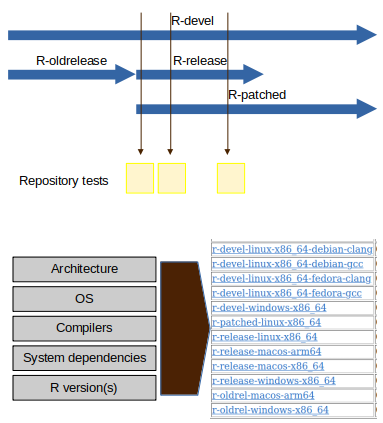 R-devel
R-oldrelease
R-release
R-patched
Repository tests
Architecture
OS
Compilers
System dependencies
R version(s)
r-devel-linux-x86_64-debian-clang
r-devel-linux-x86_64-debian-gcc
r-devel-linux-x86_64-fedora-clang
r-devel-linux-x86_64-fedora-gcc
r-devel-windows-x86_64
r-patched-linux-x86_64
r-release-linux-x86_64
r-release-macos-arm64
r-release-macos-x86_64
r-release-windows-x86_64
r-oldrel-macos-arm64
r-oldrel-windows-x86_64